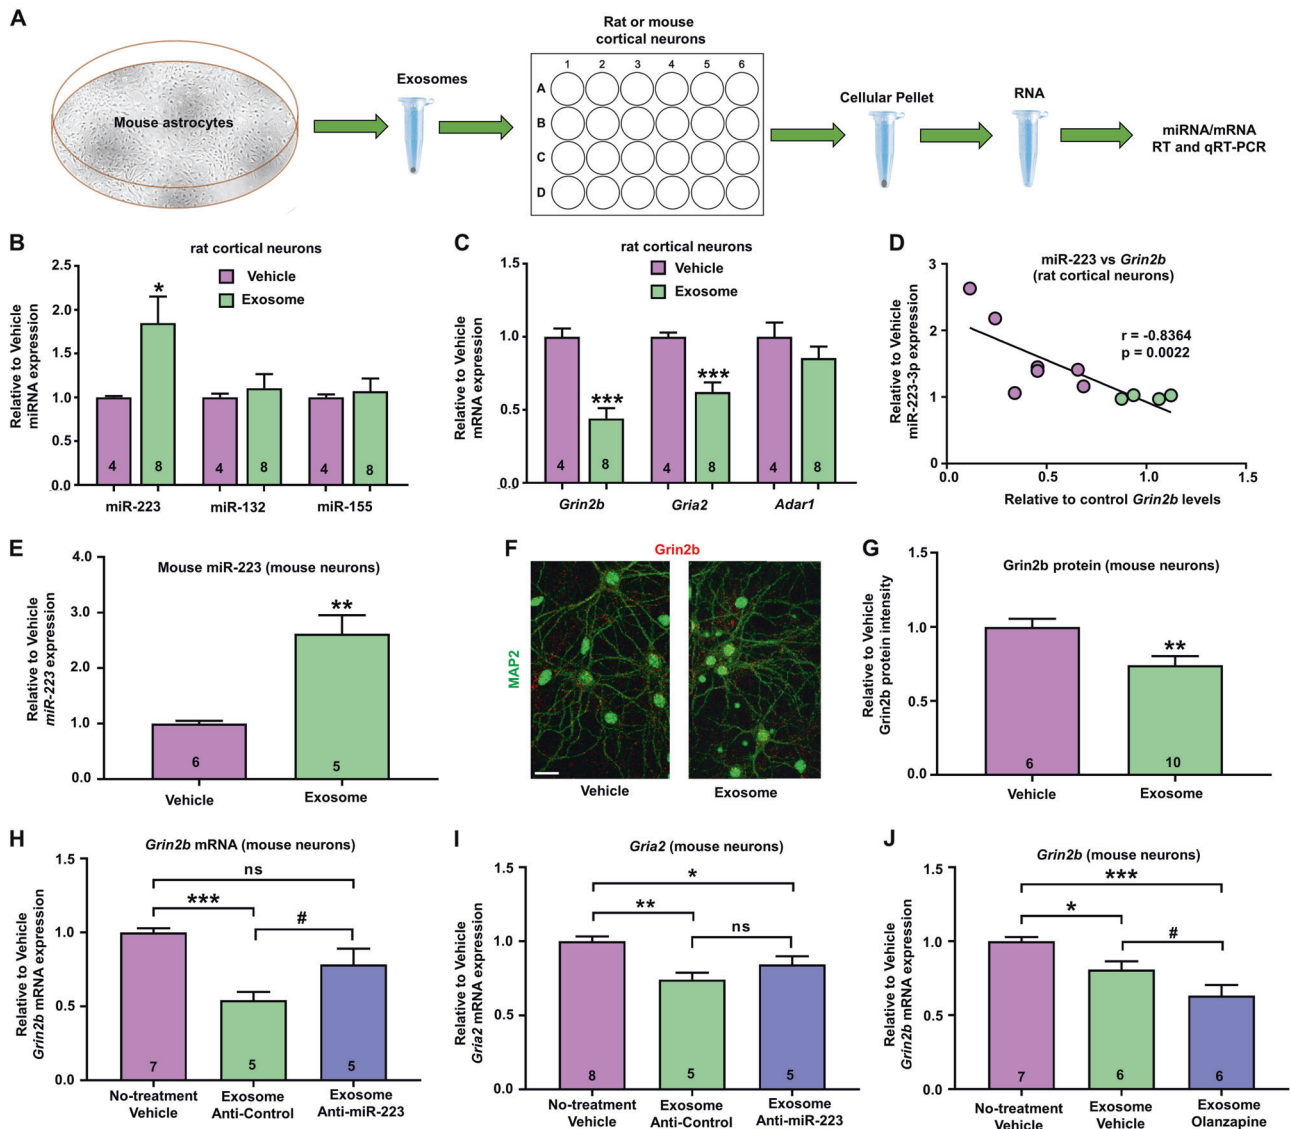 A
Mouse astrocytes
Exosomes
Rat or mouse
cortical neurons
1 2 3 4 5 6
A
B
C
D
Cellular Pellet
RNA
miRNA/mRNA
RT and qRT-PCR
B
rat cortical neurons
Vehicle
Exosome
Relative to Vehicle
miRNA expression
2.5
2.0
1.5
1.0
0.5
0.0
*
4 8 4 8 4 8
miR-223 miR-132 miR-155
C
rat cortical neurons
Vehicle
Exosome
Relative to Vehicle
mRNA expression
1.5
1.0
0.5
0.0
*** ***
4 8 4 8 4 8
Grin2b Gria2 Adar1
D
miR-223 vs Grin2b
(rat cortical neurons)
Relative to Vehicle
miR-223-3p expression
3
2
1
0
r = -0.8364
p = 0.0022
0.0 0.5 1.0 1.5
Relative to control Grin2b levels
E
Mouse miR-223 (mouse neurons)
Relative to Vehicle
miR-223 expression
4.0
3.0
2.0
1.0
0.0
**
6 5
Vehicle Exosome
F
Grin2b
MAP2
Vehicle Exosome
G
Grin2b protein (mouse neurons)
Relative to Vehicle
Grin2b protein intensity
1.5
1.0
0.5
0.0
**
6 10
Vehicle Exosome
H
Grin2b mRNA (mouse neurons)
Relative to Vehicle
Grin2b mRNA expression
1.5
1.0
0.5
0.0
ns
***
#
7 5 5
No-treatment
Vehicle
Exosome
Anti-Control
Exosome
Anti-miR-223
I
Gria2 (mouse neurons)
Relative to Vehicle
Gria2 mRNA expression
1.5
1.0
0.5
0.0
*
**
ns
8 5 5
No-treatment
Vehicle
Exosome
Anti-Control
Exosome
Anti-miR-223
J
Grin2b (mouse neurons)
Relative to Vehicle
Grin2b mRNA expression
1.5
1.0
0.5
0.0
***
*
#
7 6 6
No-treatment
Vehicle
Exosome
Vehicle
Exosome
Olanzapine